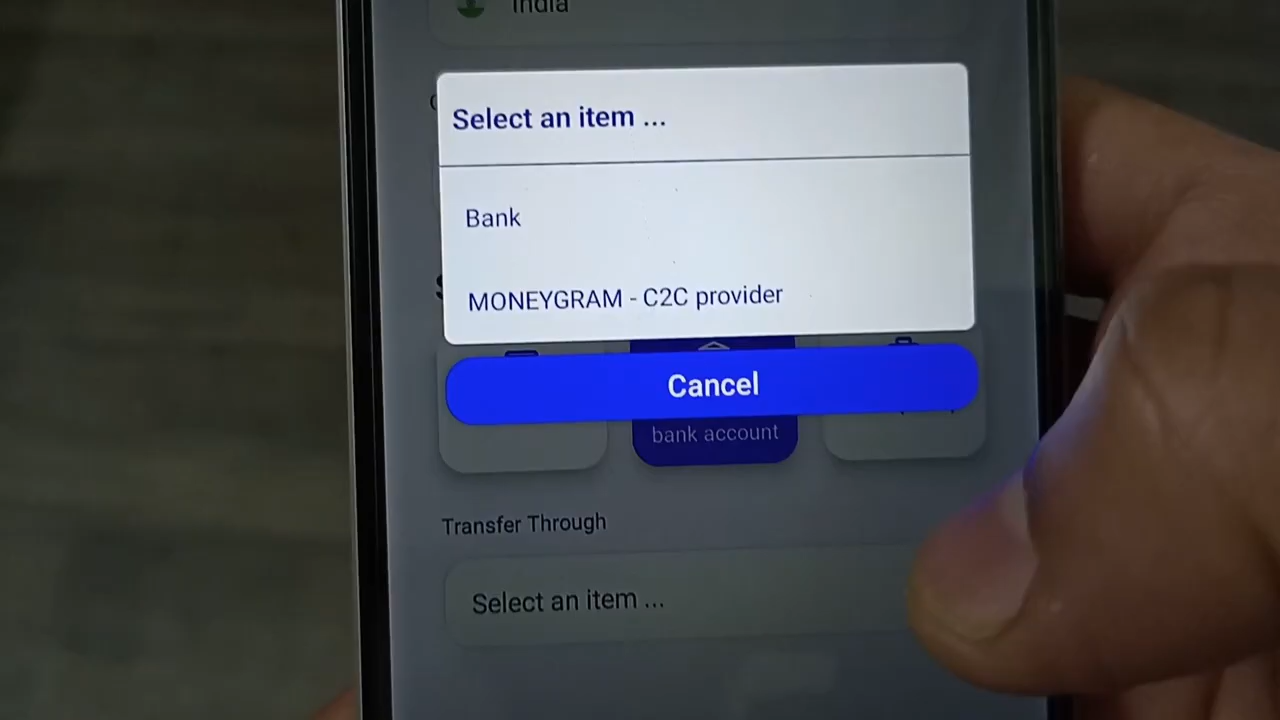 India
Select an item ...
Bank
MONEYGRAM - C2C provider
Cancel
bank account
Transfer Through
Select an item ...